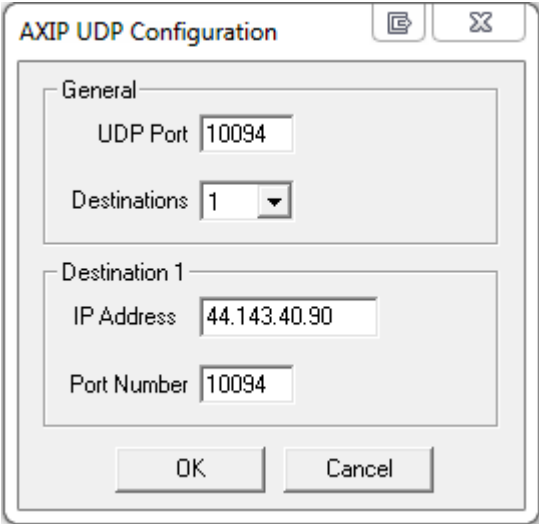 AXIP UDP Configuration
General
UDP Port 10094
Destinations 1
Destination 1
IP Address 44.143.40.90
Port Number 10094
OK Cancel